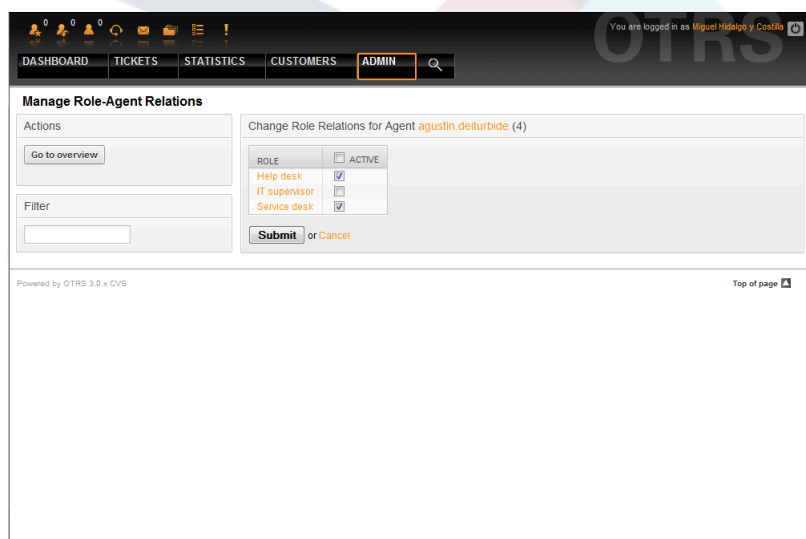 0 0 0
You are logged in as Miguel Hidalgo y Costilla
OTRS
DASHBOARD TICKETS STATISTICS CUSTOMERS ADMIN
Manage Role-Agent Relations
Actions
Go to overview
Filter
Change Role Relations for Agent agustin.deiturbide (4)
ROLE ACTIVE
Help desk
IT supervisor
Service desk
Submit or Cancel
Powered by OTRS 3.0.x CVS
Top of page